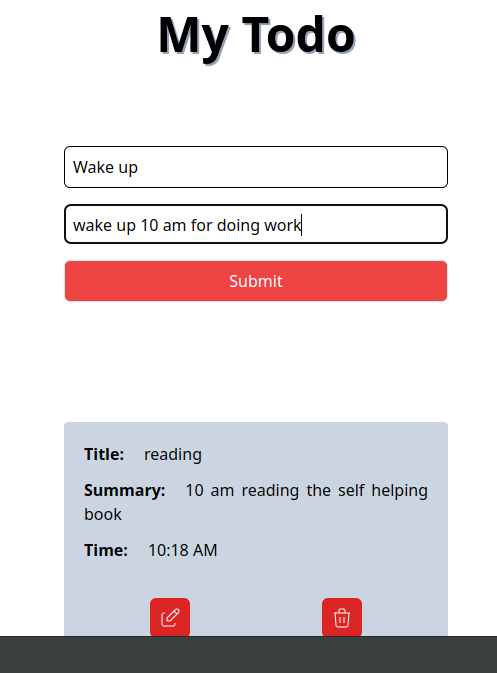 My Todo
Wake up
wake up 10 am for doing work
Submit
Title: reading
Summary: 10 am reading the self helping
book
Time: 10:18 AM